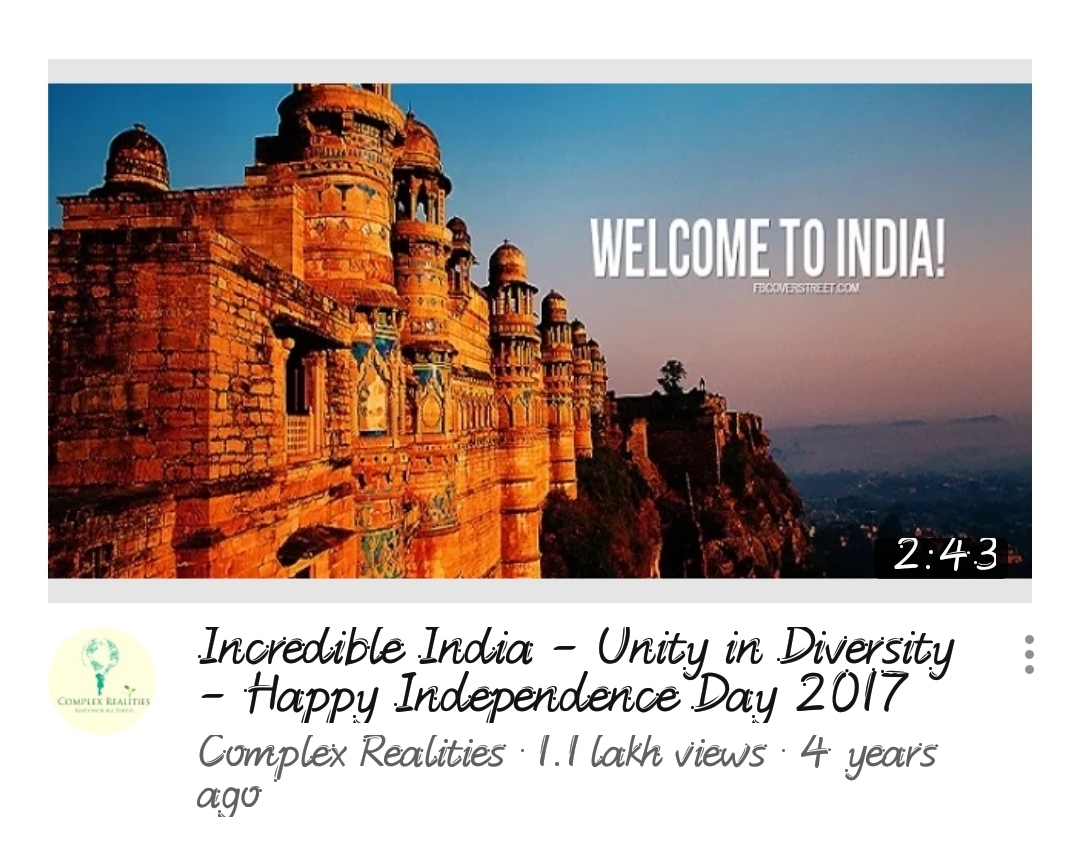 WELCOME TO INDIA!
FBCOVERSTREET.COM
2:43
COMPLEX REALITIES
Incredible India - Unity in Diversity
- Happy Independence Day 2017
Complex Realities · 1.1 lakh views · 4 years
ago